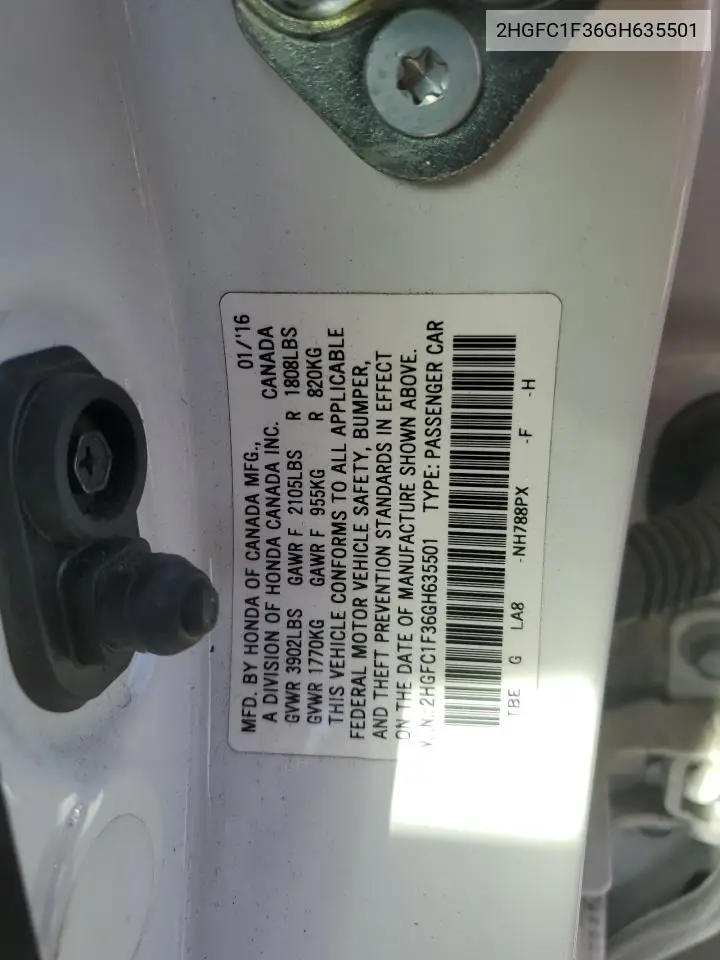 2HGFC1F36GH635501
MFD. BY HONDA OF CANADA MFG., 01/'16
A DIVISION OF HONDA CANADA INC. CANADA
GVWR 3902LBS GAWR F 2105LBS R 1808LBS
GVWR 1770KG GAWR F 955KG R 820KG
THIS VEHICLE CONFORMS TO ALL APPLICABLE
FEDERAL MOTOR VEHICLE SAFETY, BUMPER,
AND THEFT PREVENTION STANDARDS IN EFFECT
ON THE DATE OF MANUFACTURE SHOWN ABOVE.
V.I.N.: 2HGFC1F36GH635501 TYPE: PASSENGER CAR
TBE G LA8 -NH788PX -F -H